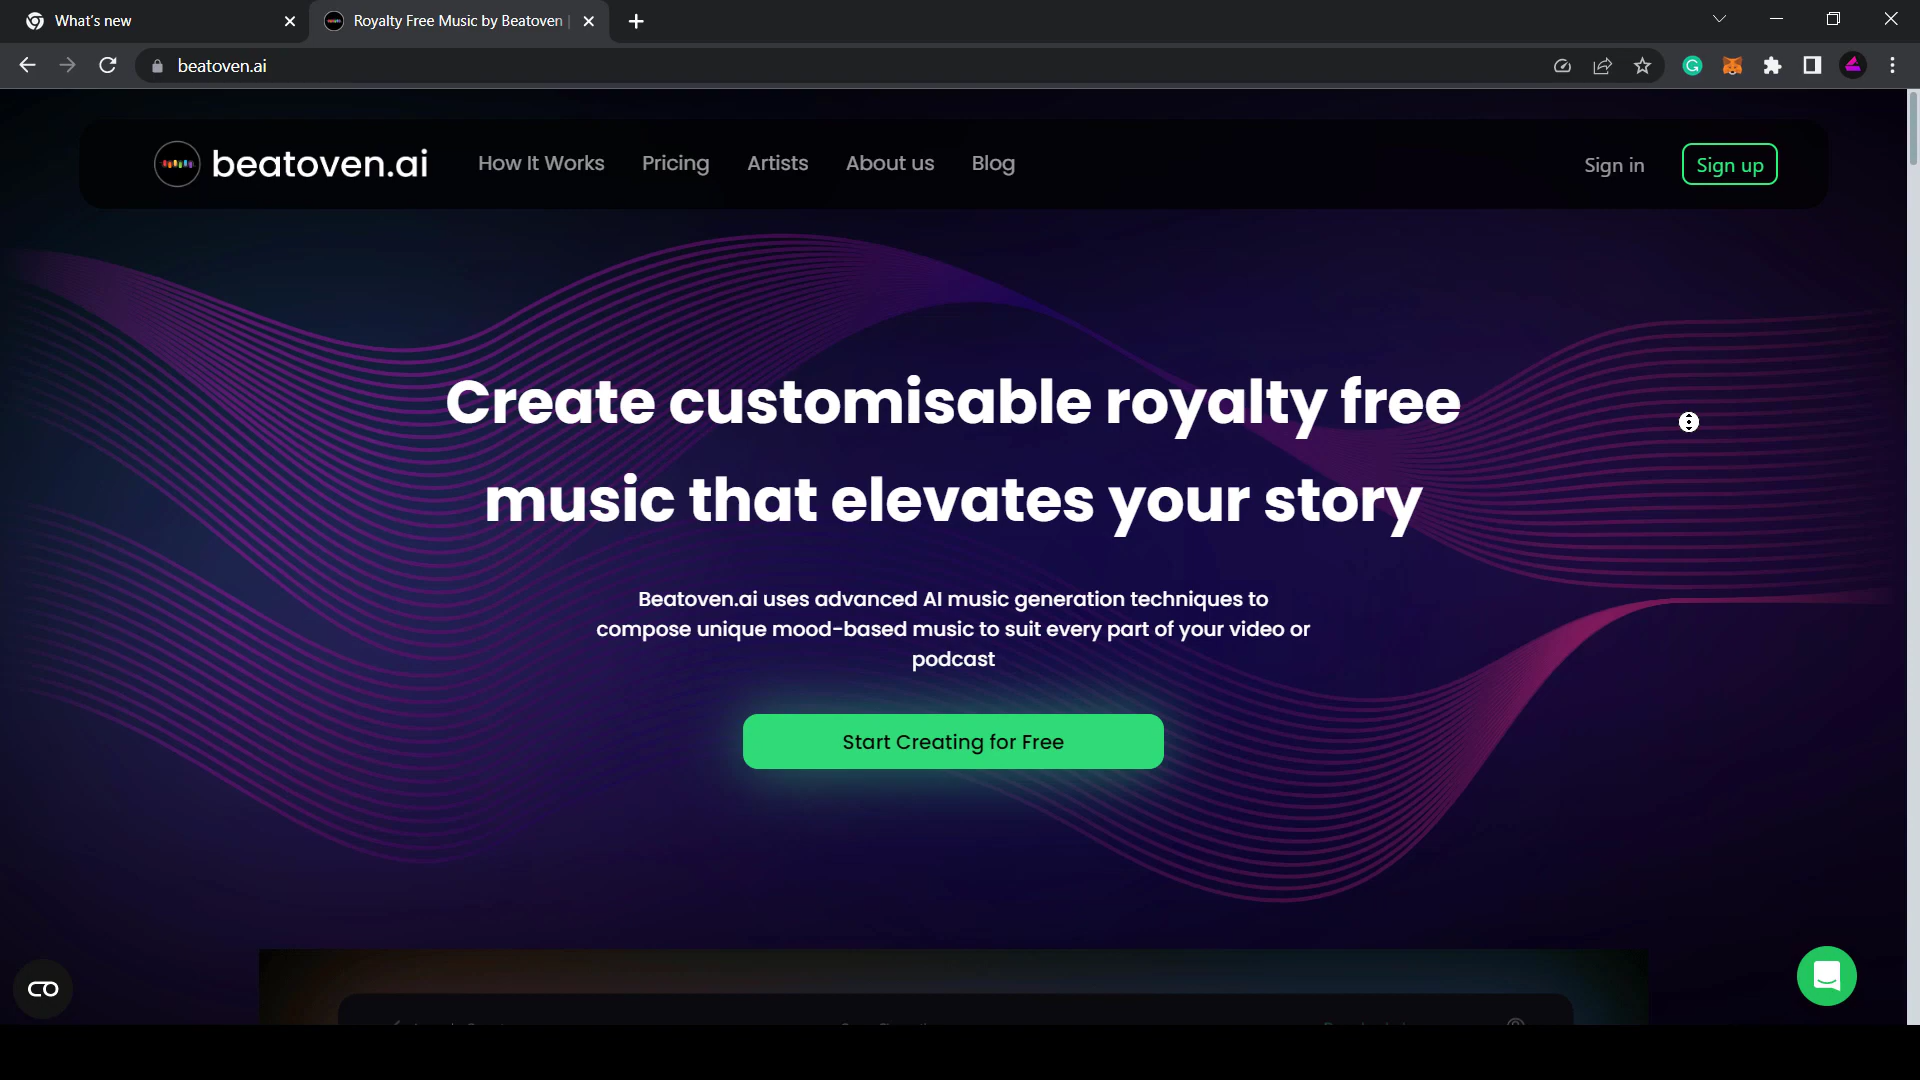 What's new
Royalty Free Music by Beatoven |
beatoven.ai
beatoven.ai
How It Works
Pricing
Artists
About us
Blog
Sign in
Sign up
Create customisable royalty free
music that elevates your story
Beatoven.ai uses advanced AI music generation techniques to
compose unique mood-based music to suit every part of your video or
podcast
Start Creating for Free